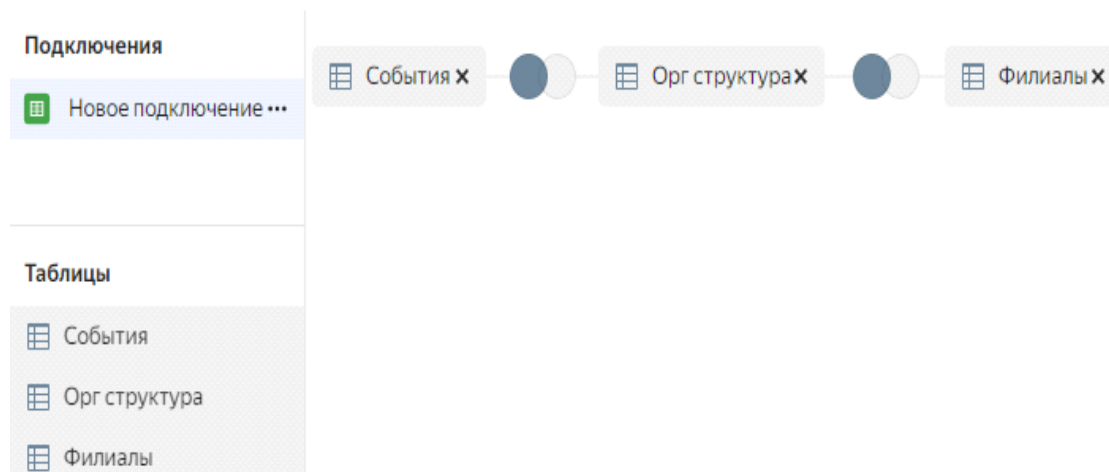 Подключения
Новое подключение •••
События ×
Орг структура ×
Филиалы ×
Таблицы
События
Орг структура
Филиалы